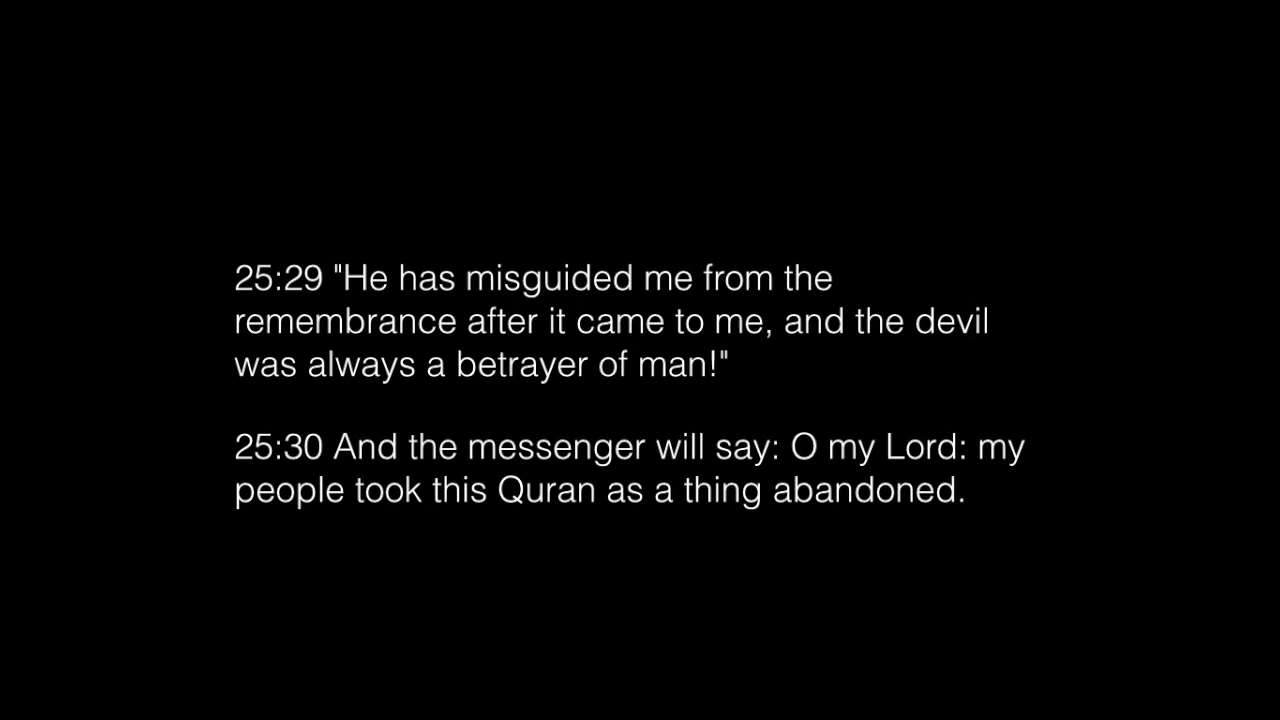 25:29 "He has misguided me from the
remembrance after it came to me, and the devil
was always a betrayer of man!"
25:30 And the messenger will say: O my Lord: my
people took this Quran as a thing abandoned.